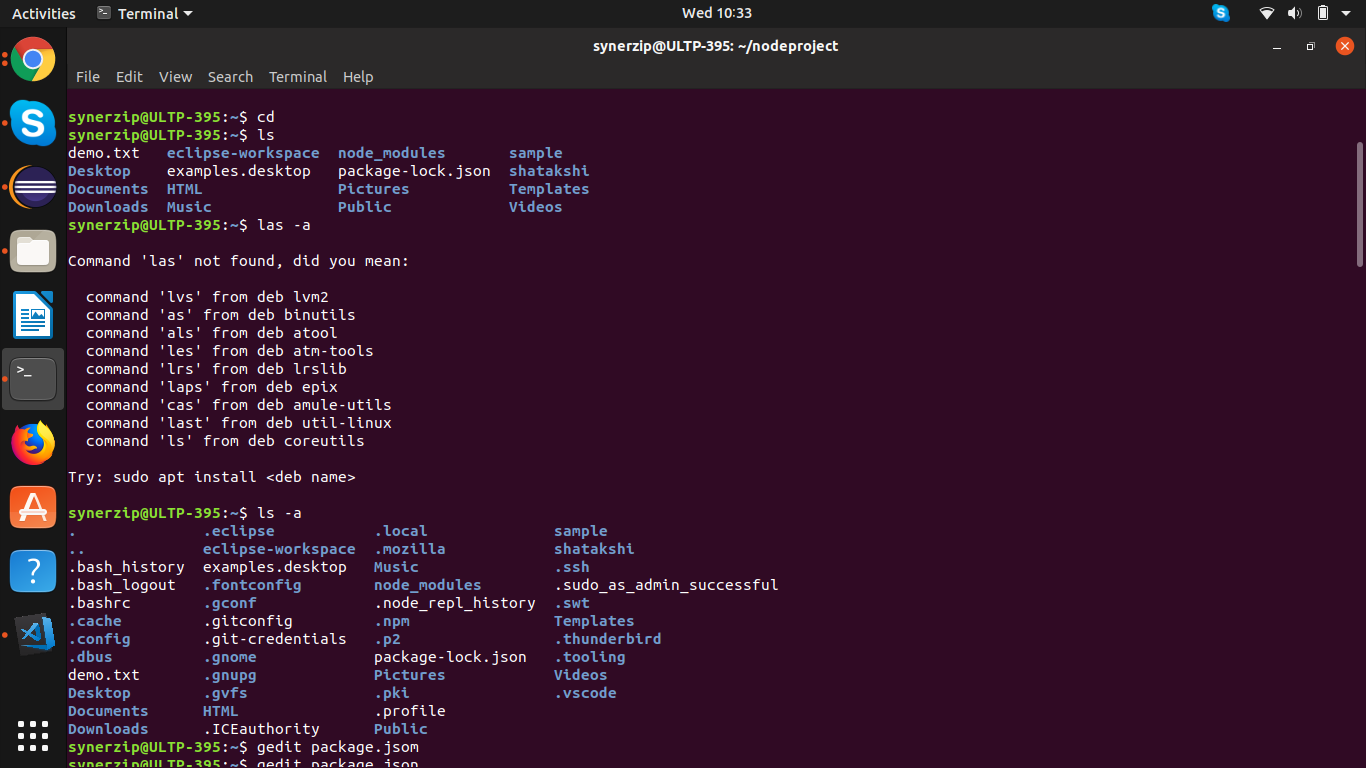 Activities Terminal Wed 10:33
synerzip@ULTP-395: ~/nodeproject
File Edit View Search Terminal Help
synerzip@ULTP-395:~$ cd
synerzip@ULTP-395:~$ ls
demo.txt eclipse-workspace node_modules sample
Desktop examples.desktop package-lock.json shatakshi
Documents HTML Pictures Templates
Downloads Music Public Videos
synerzip@ULTP-395:~$ las -a
Command 'las' not found, did you mean:
command 'lvs' from deb lvm2
command 'as' from deb binutils
command 'als' from deb atool
command 'les' from deb atm-tools
command 'lrs' from deb lrslib
command 'laps' from deb epix
command 'cas' from deb amule-utils
command 'last' from deb util-linux
command 'ls' from deb coreutils
Try: sudo apt install <deb name>
synerzip@ULTP-395:~$ ls -a
. .eclipse .local sample
.. eclipse-workspace .mozilla shatakshi
.bash_history examples.desktop Music .ssh
.bash_logout .fontconfig node_modules .sudo_as_admin_successful
.bashrc .gconf .node_repl_history .swt
.cache .gitconfig .npm Templates
.config .git-credentials .p2 .thunderbird
.dbus .gnome package-lock.json .tooling
demo.txt .gnupg Pictures Videos
Desktop .gvfs .pki .vscode
Documents HTML .profile
Downloads .ICEauthority Public
synerzip@ULTP-395:~$ gedit package.jsom
synerzip@ULTP-395:~$ gedit package.json